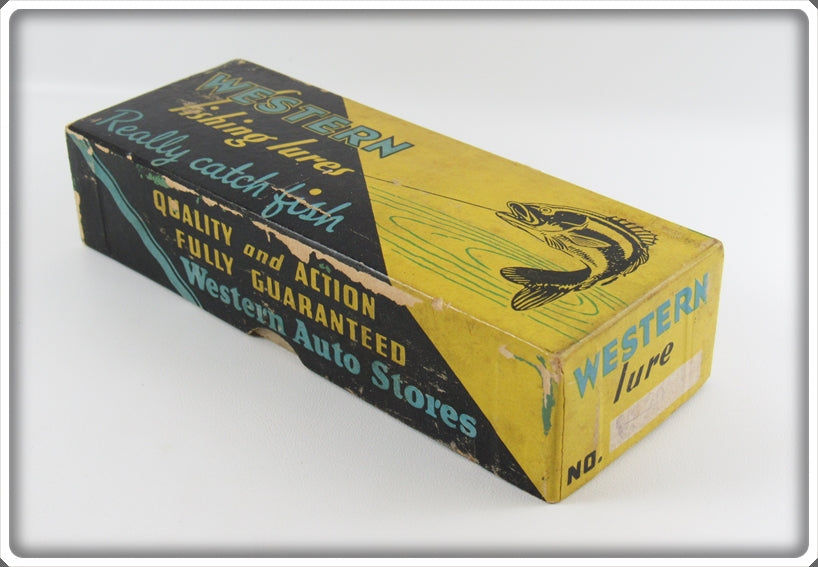 WESTERN
fishing lures
Really catch fish
QUALITY and ACTION
FULLY GUARANTEED
Western Auto Stores
WESTERN
lure
NO.